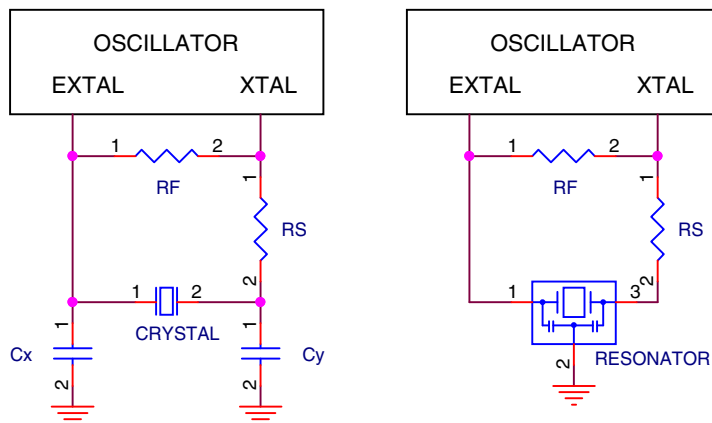 OSCILLATOR
EXTAL XTAL
1 2
RF
1
RS
2
1 2
CRYSTAL
1 1
Cx Cy
2 2
OSCILLATOR
EXTAL XTAL
1 2
RF
1
RS
2
1 3
RESONATOR
2